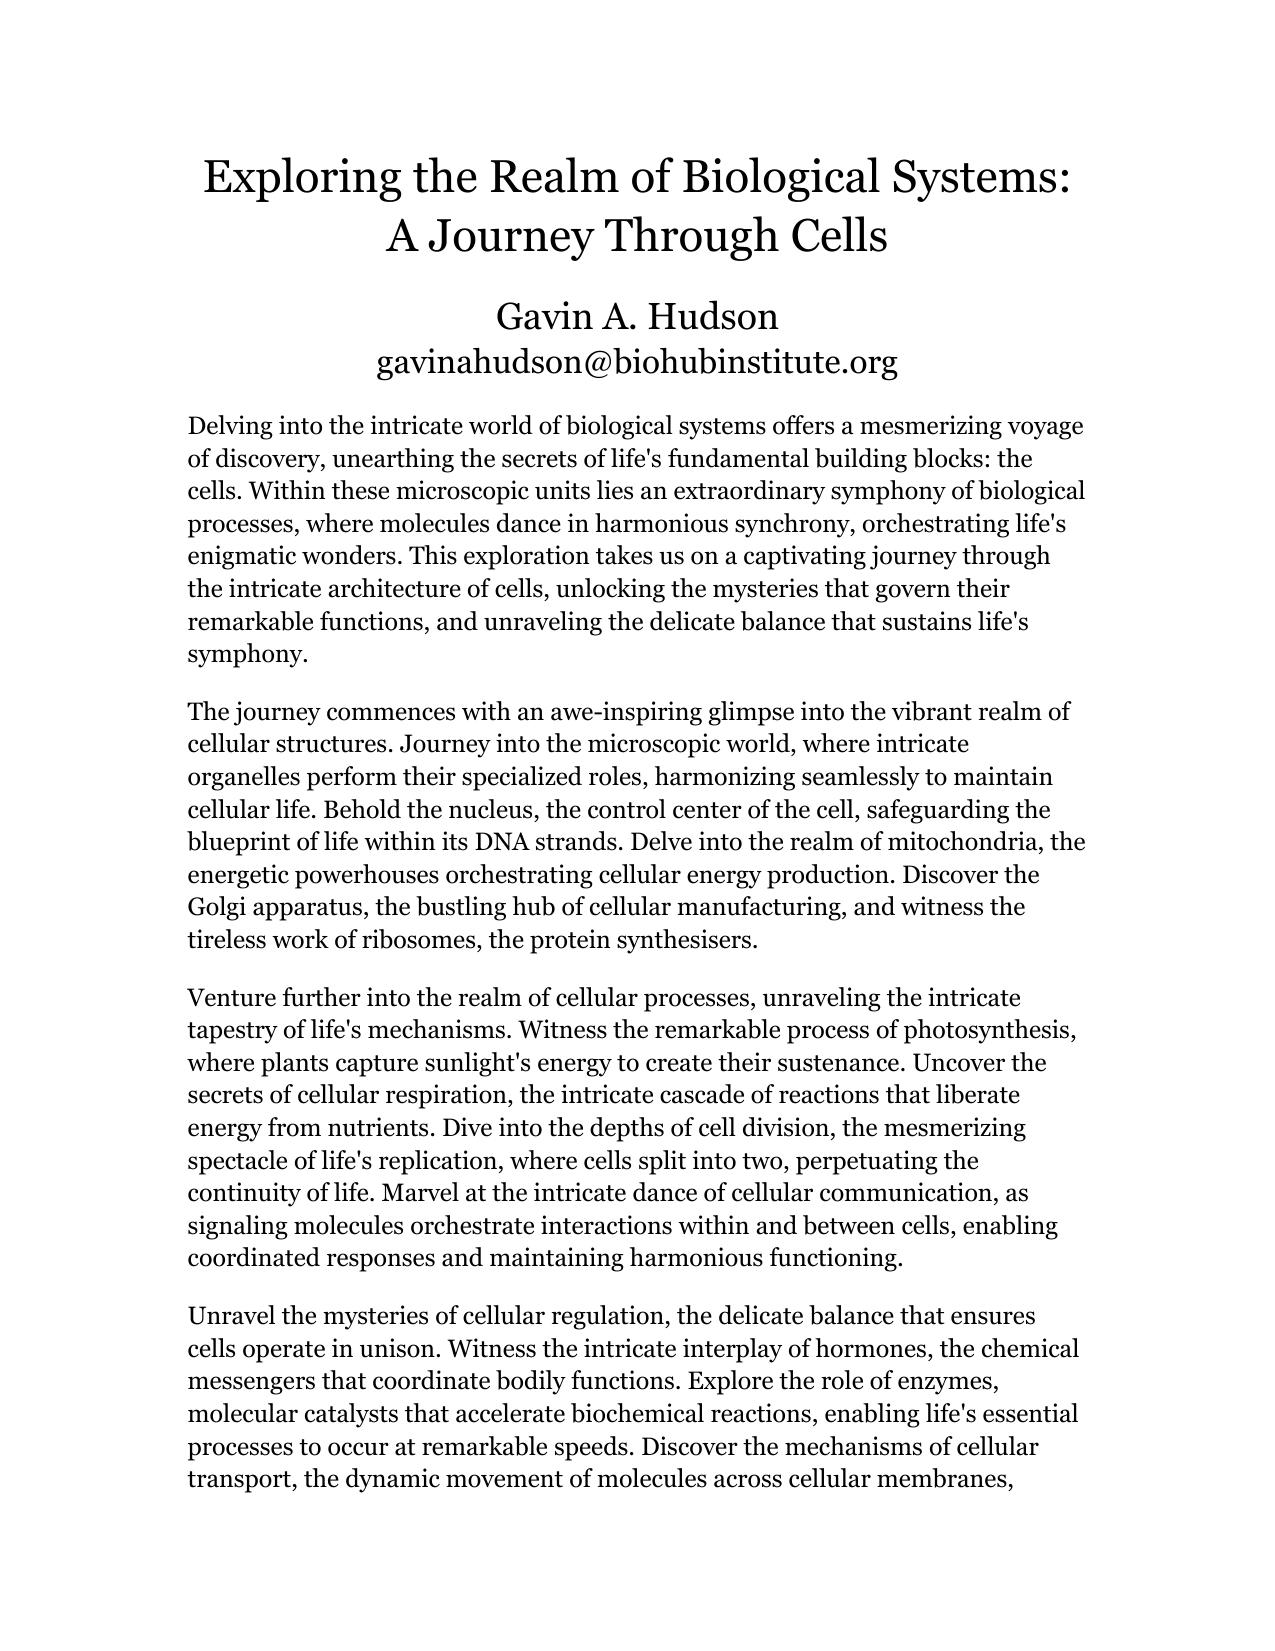 Exploring the Realm of Biological Systems:
A Journey Through Cells
Gavin A. Hudson
gavinahudson@biohubinstitute.org
Delving into the intricate world of biological systems offers a mesmerizing voyage
of discovery, unearthing the secrets of life's fundamental building blocks: the
cells. Within these microscopic units lies an extraordinary symphony of biological
processes, where molecules dance in harmonious synchrony, orchestrating life's
enigmatic wonders. This exploration takes us on a captivating journey through
the intricate architecture of cells, unlocking the mysteries that govern their
remarkable functions, and unraveling the delicate balance that sustains life's
symphony.
The journey commences with an awe-inspiring glimpse into the vibrant realm of
cellular structures. Journey into the microscopic world, where intricate
organelles perform their specialized roles, harmonizing seamlessly to maintain
cellular life. Behold the nucleus, the control center of the cell, safeguarding the
blueprint of life within its DNA strands. Delve into the realm of mitochondria, the
energetic powerhouses orchestrating cellular energy production. Discover the
Golgi apparatus, the bustling hub of cellular manufacturing, and witness the
tireless work of ribosomes, the protein synthesisers.
Venture further into the realm of cellular processes, unraveling the intricate
tapestry of life's mechanisms. Witness the remarkable process of photosynthesis,
where plants capture sunlight's energy to create their sustenance. Uncover the
secrets of cellular respiration, the intricate cascade of reactions that liberate
energy from nutrients. Dive into the depths of cell division, the mesmerizing
spectacle of life's replication, where cells split into two, perpetuating the
continuity of life. Marvel at the intricate dance of cellular communication, as
signaling molecules orchestrate interactions within and between cells, enabling
coordinated responses and maintaining harmonious functioning.
Unravel the mysteries of cellular regulation, the delicate balance that ensures
cells operate in unison. Witness the intricate interplay of hormones, the chemical
messengers that coordinate bodily functions. Explore the role of enzymes,
molecular catalysts that accelerate biochemical reactions, enabling life's essential
processes to occur at remarkable speeds. Discover the mechanisms of cellular
transport, the dynamic movement of molecules across cellular membranes,